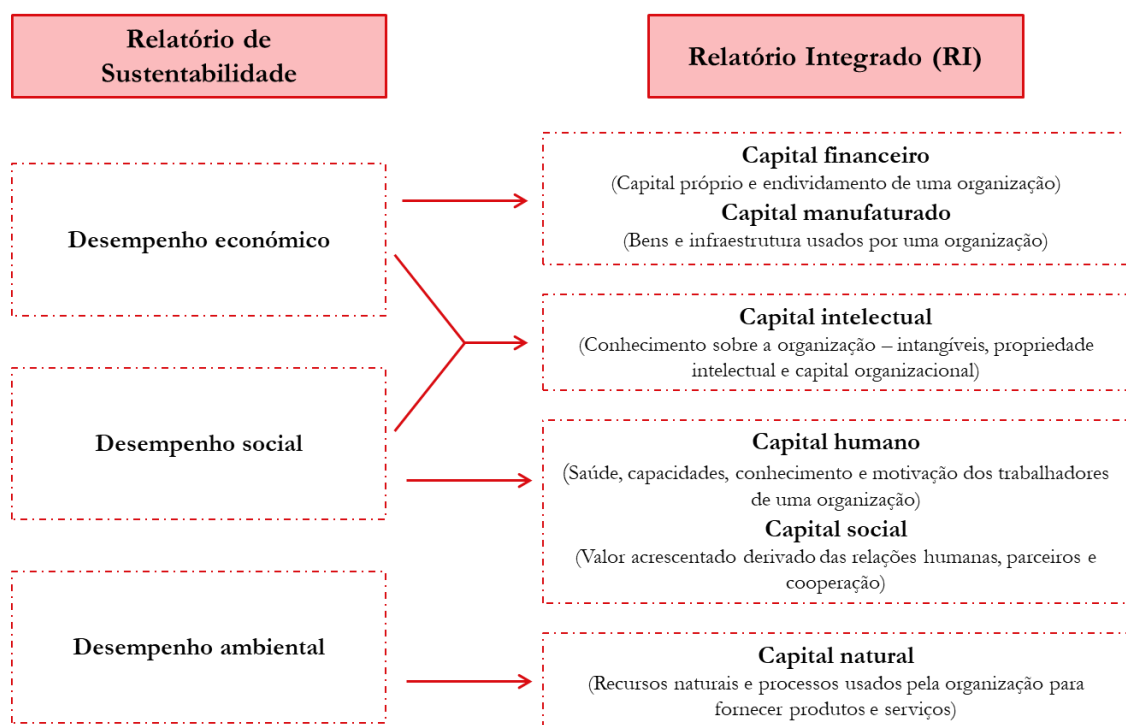 Relatório de
Sustentabilidade
Relatório Integrado (RI)
Desempenho económico
Desempenho social
Desempenho ambiental
Capital financeiro
(Capital próprio e endividamento de uma organização)
Capital manufaturado
(Bens e infraestrutura usados por uma organização)
Capital intelectual
(Conhecimento sobre a organização – intangíveis, propriedade
intelectual e capital organizacional)
Capital humano
(Saúde, capacidades, conhecimento e motivação dos trabalhadores
de uma organização)
Capital social
(Valor acrescentado derivado das relações humanas, parceiros e
cooperação)
Capital natural
(Recursos naturais e processos usados pela organização para
fornecer produtos e serviços)